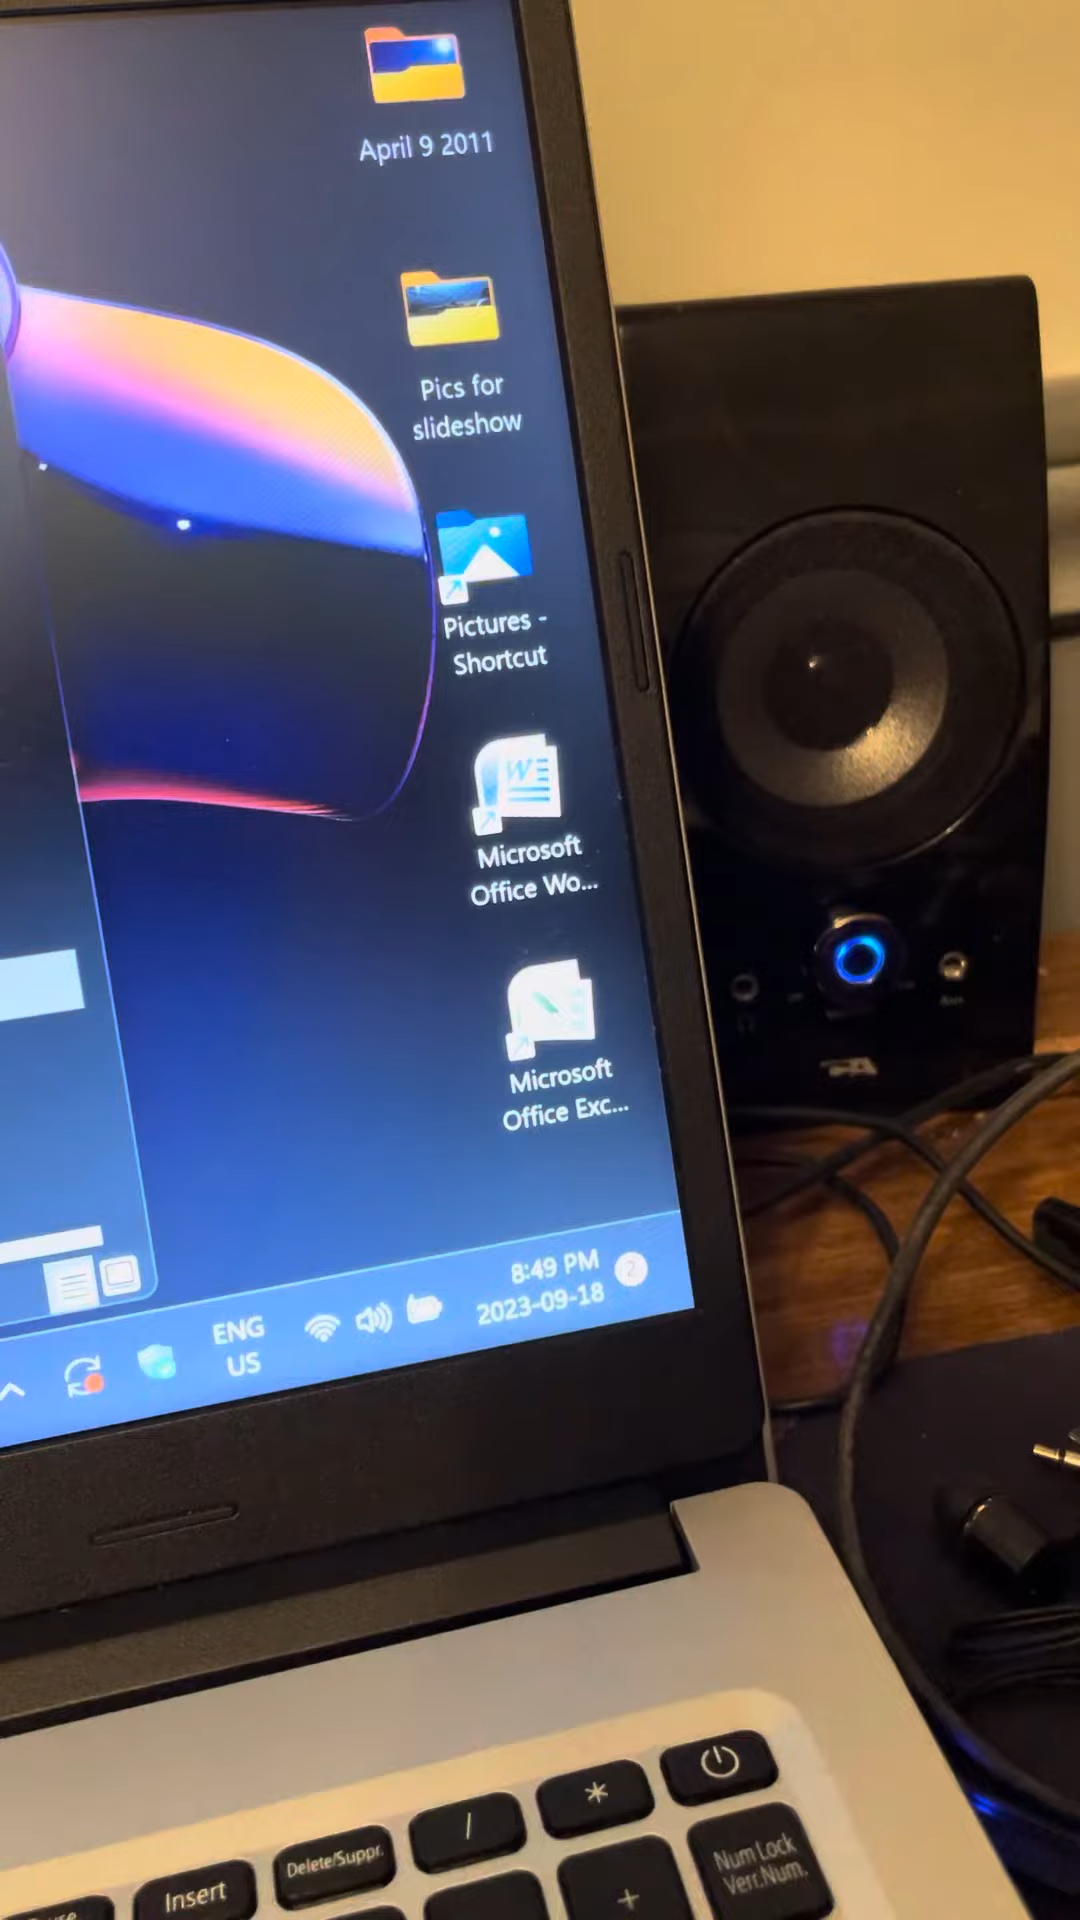 April 9 2011
Pics for
slideshow
Pictures -
Shortcut
Microsoft
Office Wo...
Microsoft
Office Exc...
8:49 PM
2
ENG
2023-09-18
US
/
*
Delete/Suppr.
Insert
+
Num Lock
Verr.Num.